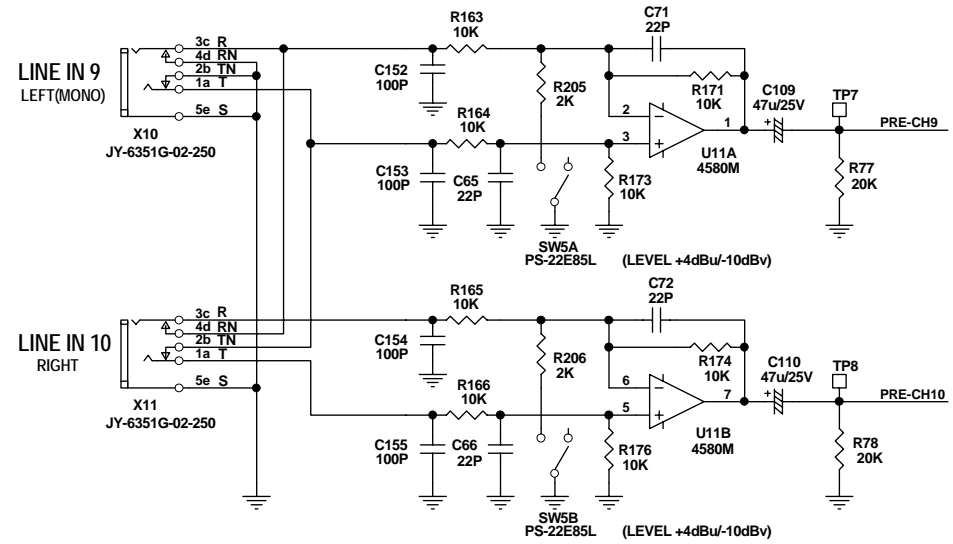 LINE IN 9
LEFT(MONO)
3c R
4d RN
2b TN
1a T
5e S
X10
JY-6351G-02-250
R163
10K
C152
100P
R164
10K
C153
100P
C65
22P
R205
2K
C71
22P
R171
10K
2
3
1
U11A
4580M
R173
10K
C109
47u/25V
TP7
PRE-CH9
R77
20K
SW5A
PS-22E85L (LEVEL +4dBu/-10dBv)
LINE IN 10
RIGHT
3c R
4d RN
2b TN
1a T
5e S
X11
JY-6351G-02-250
R165
10K
C154
100P
R166
10K
C155
100P
C66
22P
R206
2K
C72
22P
R174
10K
6
5
7
U11B
4580M
R176
10K
C110
47u/25V
TP8
PRE-CH10
R78
20K
SW5B
PS-22E85L (LEVEL +4dBu/-10dBv)